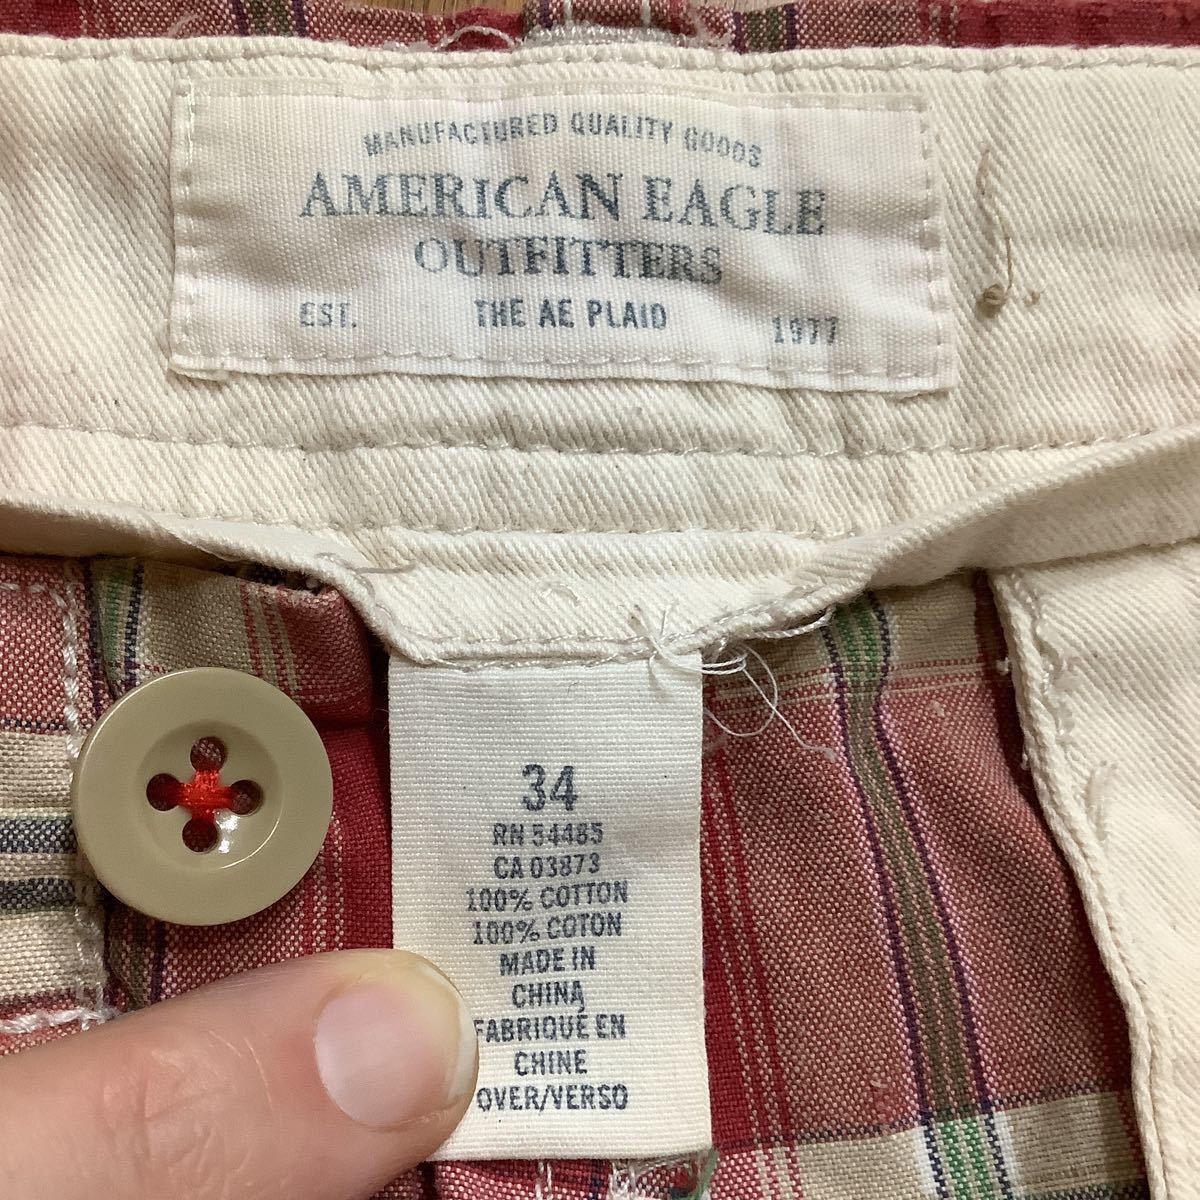 MANUFACTURED QUALITY GOODS
AMERICAN EAGLE
OUTFITTERS
EST. THE AE PLAID 1977
34
RN 54485
CA 03873
100% COTTON
100% COTON
MADE IN
CHINA
FABRIQUÉ EN
CHINE
OVER/VERSO